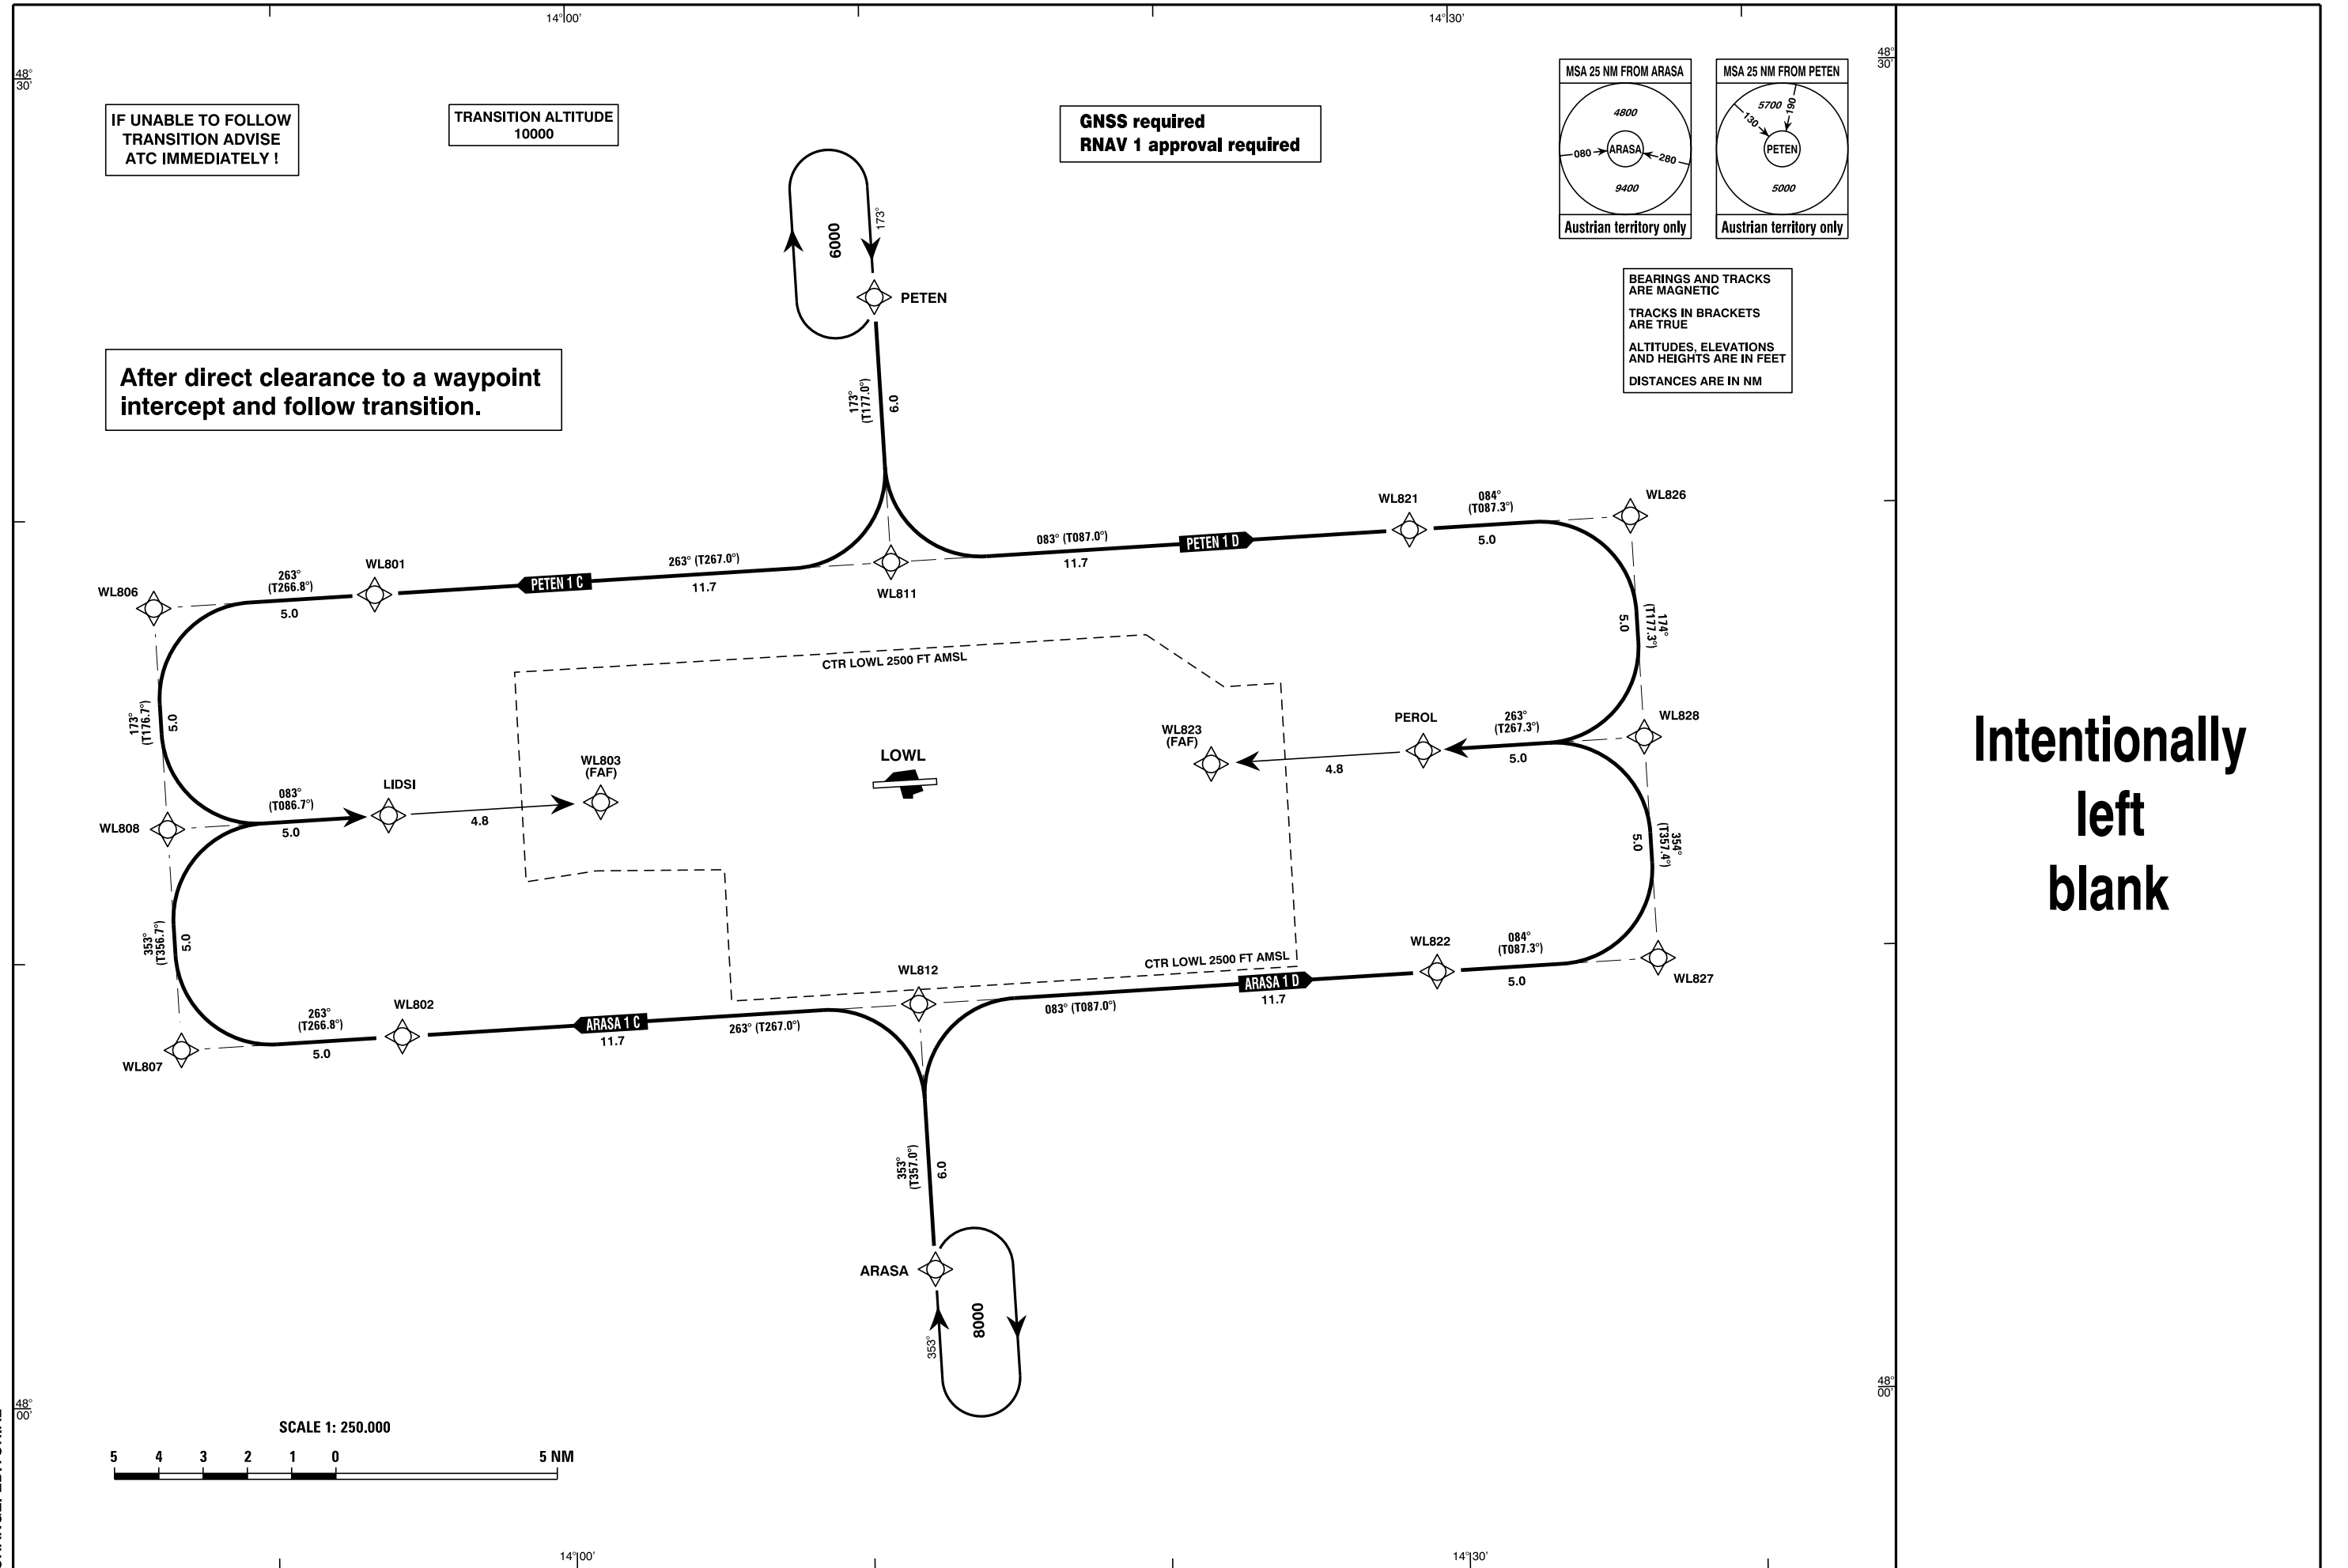 14°00'
14°30'
48°
30'
48°
30'
IF UNABLE TO FOLLOW
TRANSITION ADVISE
ATC IMMEDIATELY !
TRANSITION ALTITUDE
10000
GNSS required
RNAV 1 approval required
MSA 25 NM FROM ARASA
4800
080
ARASA
280
9400
Austrian territory only
MSA 25 NM FROM PETEN
5700
190
130
PETEN
5000
Austrian territory only
6000
173°
PETEN
BEARINGS AND TRACKS
ARE MAGNETIC
TRACKS IN BRACKETS
ARE TRUE
ALTITUDES, ELEVATIONS
AND HEIGHTS ARE IN FEET
DISTANCES ARE IN NM
After direct clearance to a waypoint
intercept and follow transition.
173°
(T177.0°)
6.0
WL821
084°
(T087.3°)
5.0
WL826
083° (T087.0°)
PETEN 1 D
11.7
WL801
263° (T267.0°)
PETEN 1 C
11.7
WL811
WL806
263°
(T266.8°)
5.0
5.0
174°
(T177.3°)
CTR LOWL 2500 FT AMSL
173°
(T176.7°)
5.0
WL823
(FAF)
PEROL
263°
(T267.3°)
5.0
WL828
4.8
LOWL
WL803
(FAF)
LIDSI
083°
(T086.7°)
5.0
WL808
4.8
5.0
354°
(T357.4°)
353°
(T356.7°)
5.0
WL822
084°
(T087.3°)
5.0
WL827
CTR LOWL 2500 FT AMSL
WL812
ARASA 1 D
11.7
083° (T087.0°)
WL802
263°
(T266.8°)
5.0
WL807
ARASA 1 C
11.7
263° (T267.0°)
353°
(T357.0°)
6.0
ARASA
8000
353°
48°
00'
48°
00'
SCALE 1: 250.000
5 4 3 2 1 0 5 NM
14°00'
14°30'
Intentionally
left
blank